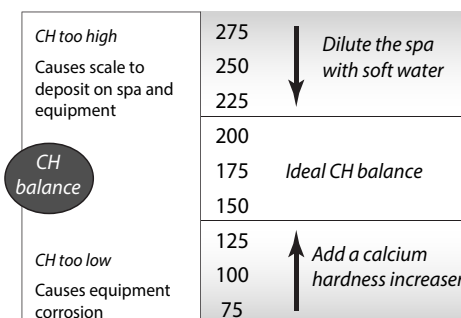 CH too high
Causes scale to
deposit on spa and
equipment
275
250
225
Dilute the spa
with soft water
CH
balance
200
175
150
Ideal CH balance
CH too low
Causes equipment
corrosion
125
100
75
Add a calcium
hardness increaser